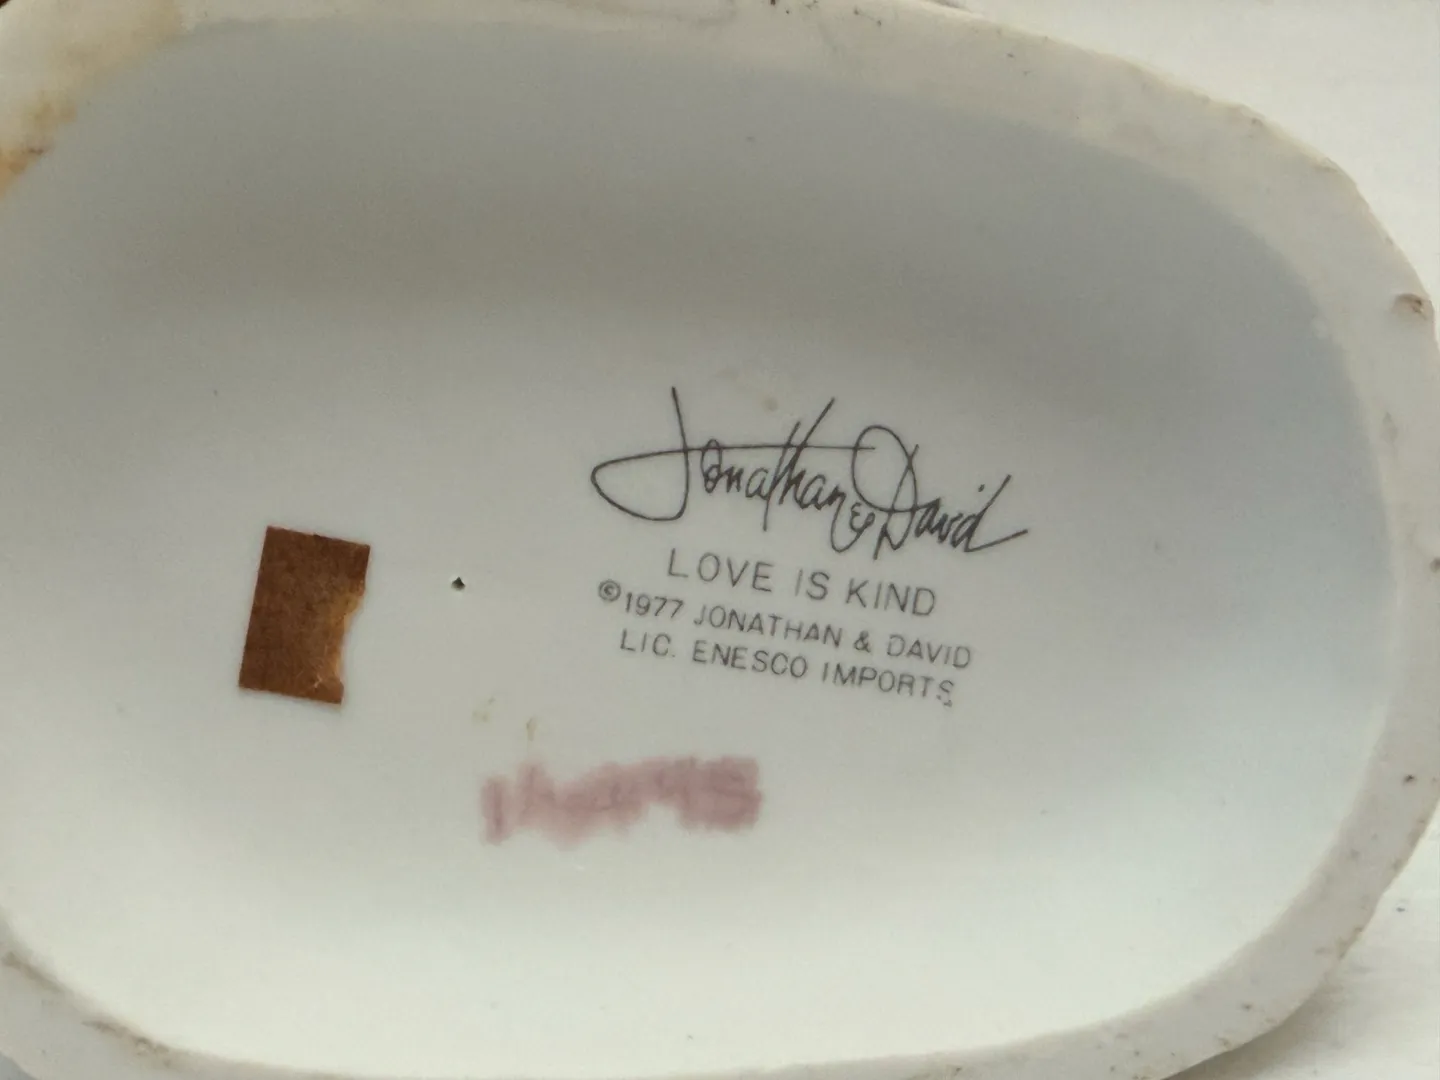 Jonathan & David
LOVE IS KIND
©1977 JONATHAN & DAVID
LIC. ENESCO IMPORTS